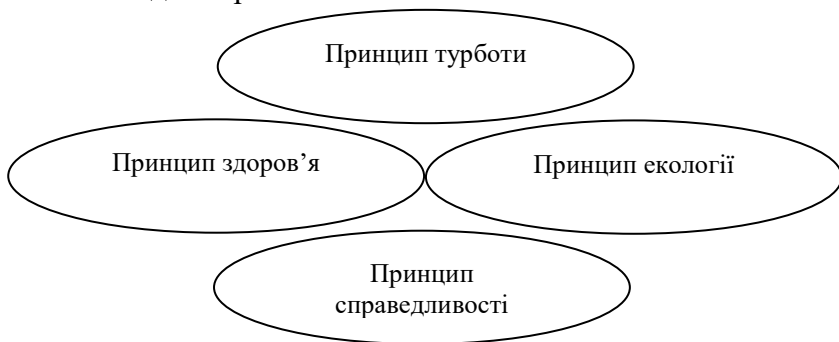 Принцип турботи
Принцип здоров’я
Принцип екології
Принцип
справедливості